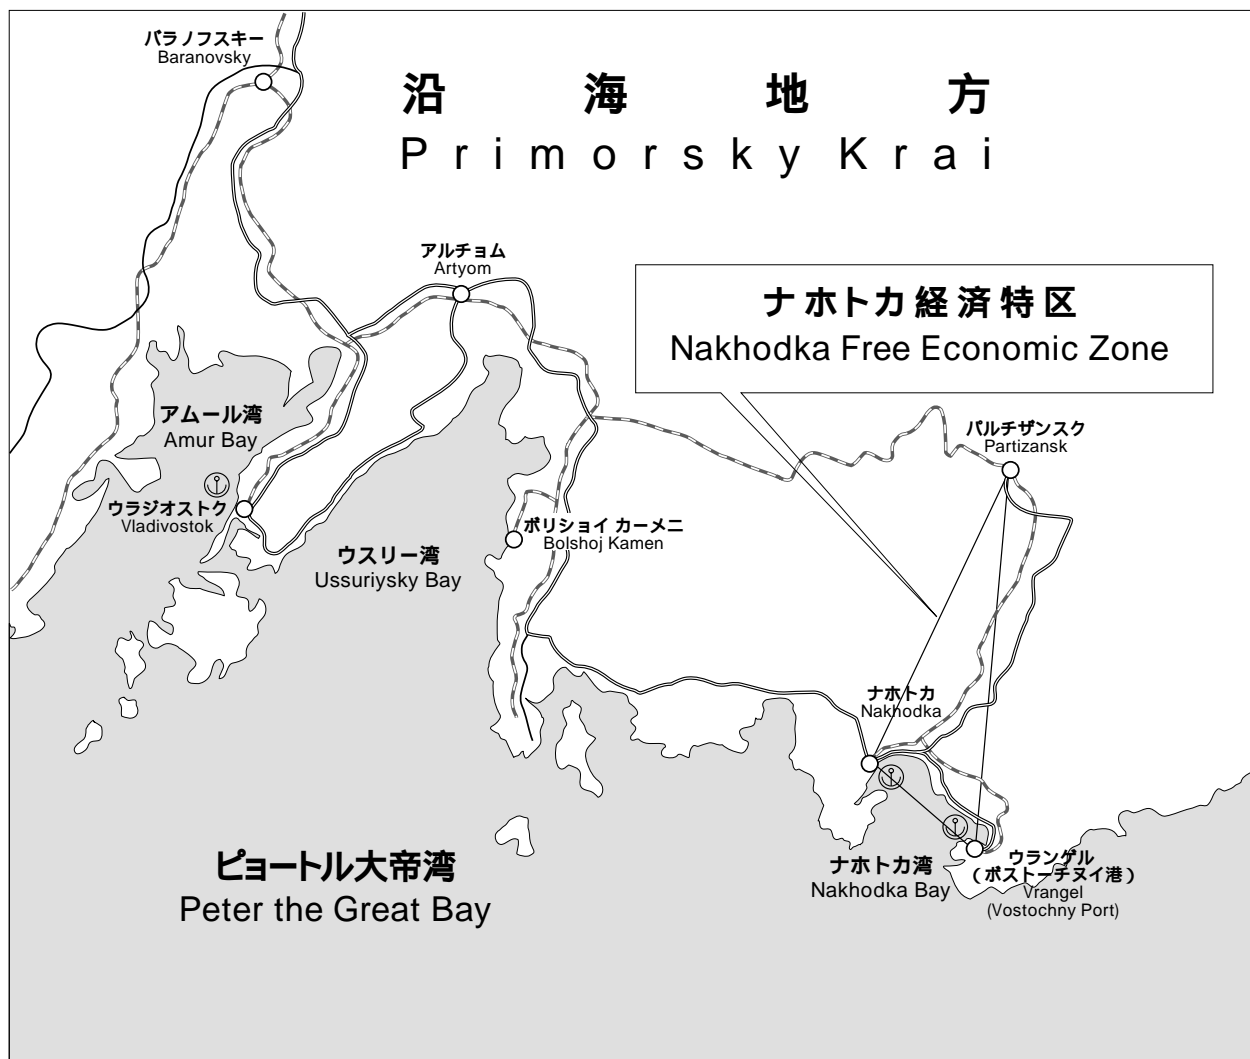 バラノフスキー
Baranovsky
沿海地方
Primorsky Krai
アルチョム
Artyom
ナホトカ経済特区
Nakhodka Free Economic Zone
アムール湾
Amur Bay
パルチザンスク
Partizansk
ウラジオストク
Vladivostok
ボリショイ カーメニ
Bolshoj Kamen
ウスリー湾
Ussuriysky Bay
ナホトカ
Nakhodka
ピョートル大帝湾
Peter the Great Bay
ナホトカ湾
Nakhodka Bay
ウランゲル
(ボストーチヌイ港)
Vrangel
(Vostochny Port)